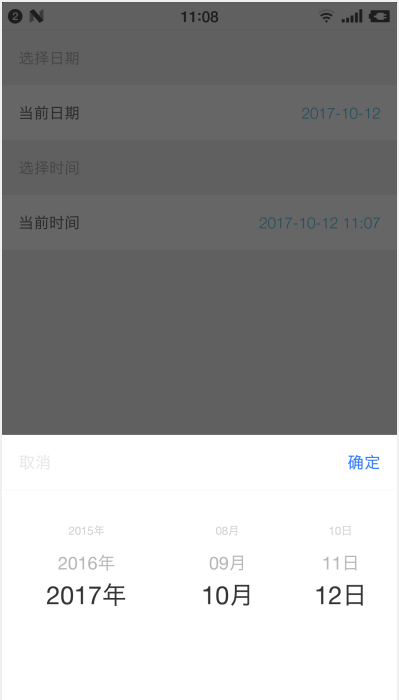 2 N 11:08
选择日期
当前日期 2017-10-12
选择时间
当前时间 2017-10-12 11:07
取消 确定
2015年 08月 10日
2016年 09月 11日
2017年 10月 12日